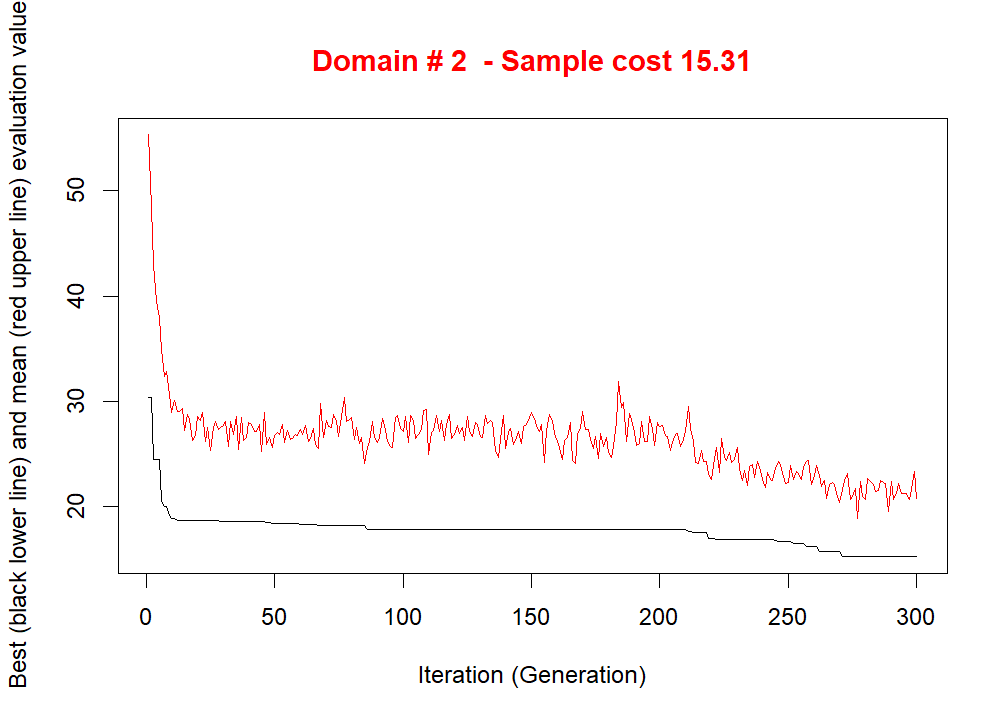 Domain # 2  - Sample cost 15.31
Best (black lower line) and mean (red upper line) evaluation value
50
40
30
20
0 50 100 150 200 250 300
Iteration (Generation)